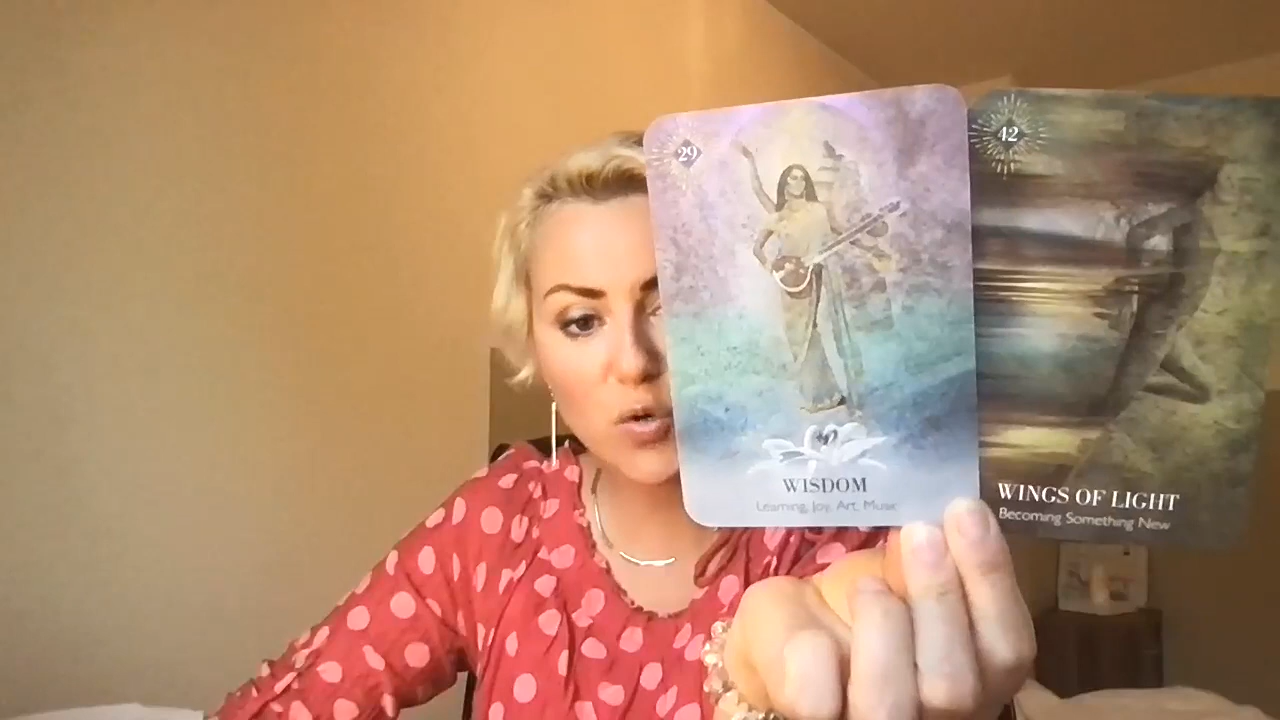 29
WISDOM
Learning, Joy, Art, Music
42
WINGS OF LIGHT
Becoming Something New